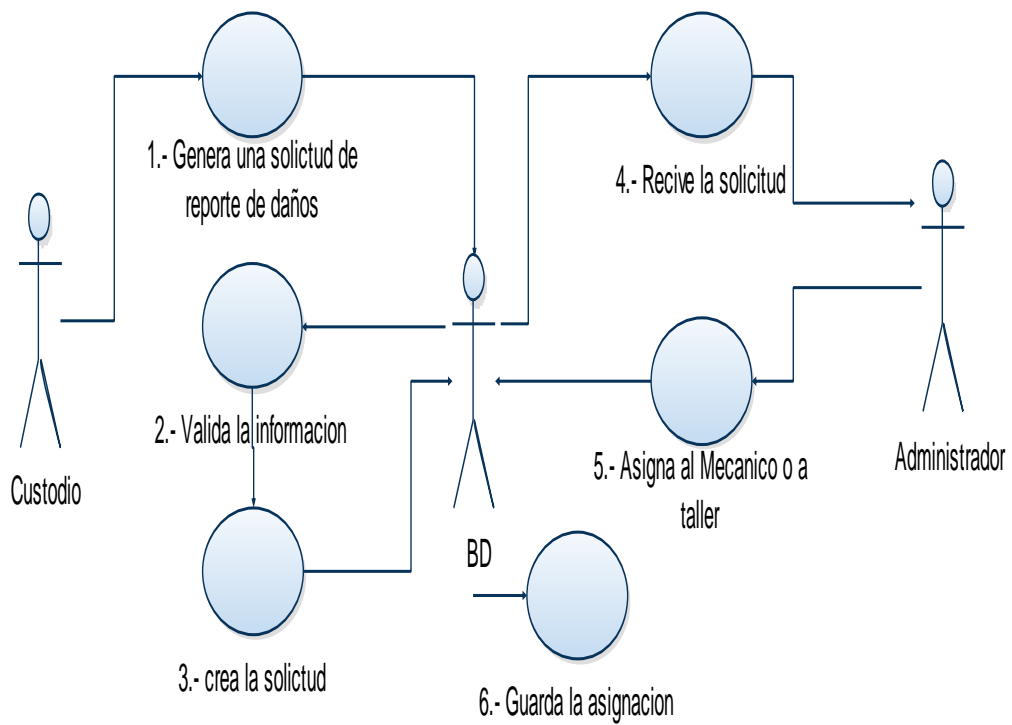 1.- Genera una solictud de
reporte de daños
4.- Recive la solicitud
2.- Valida la informacion
Custodio
5.- Asigna al Mecanico o a
taller
Administrador
BD
3.- crea la solictud
6.- Guarda la asignacion